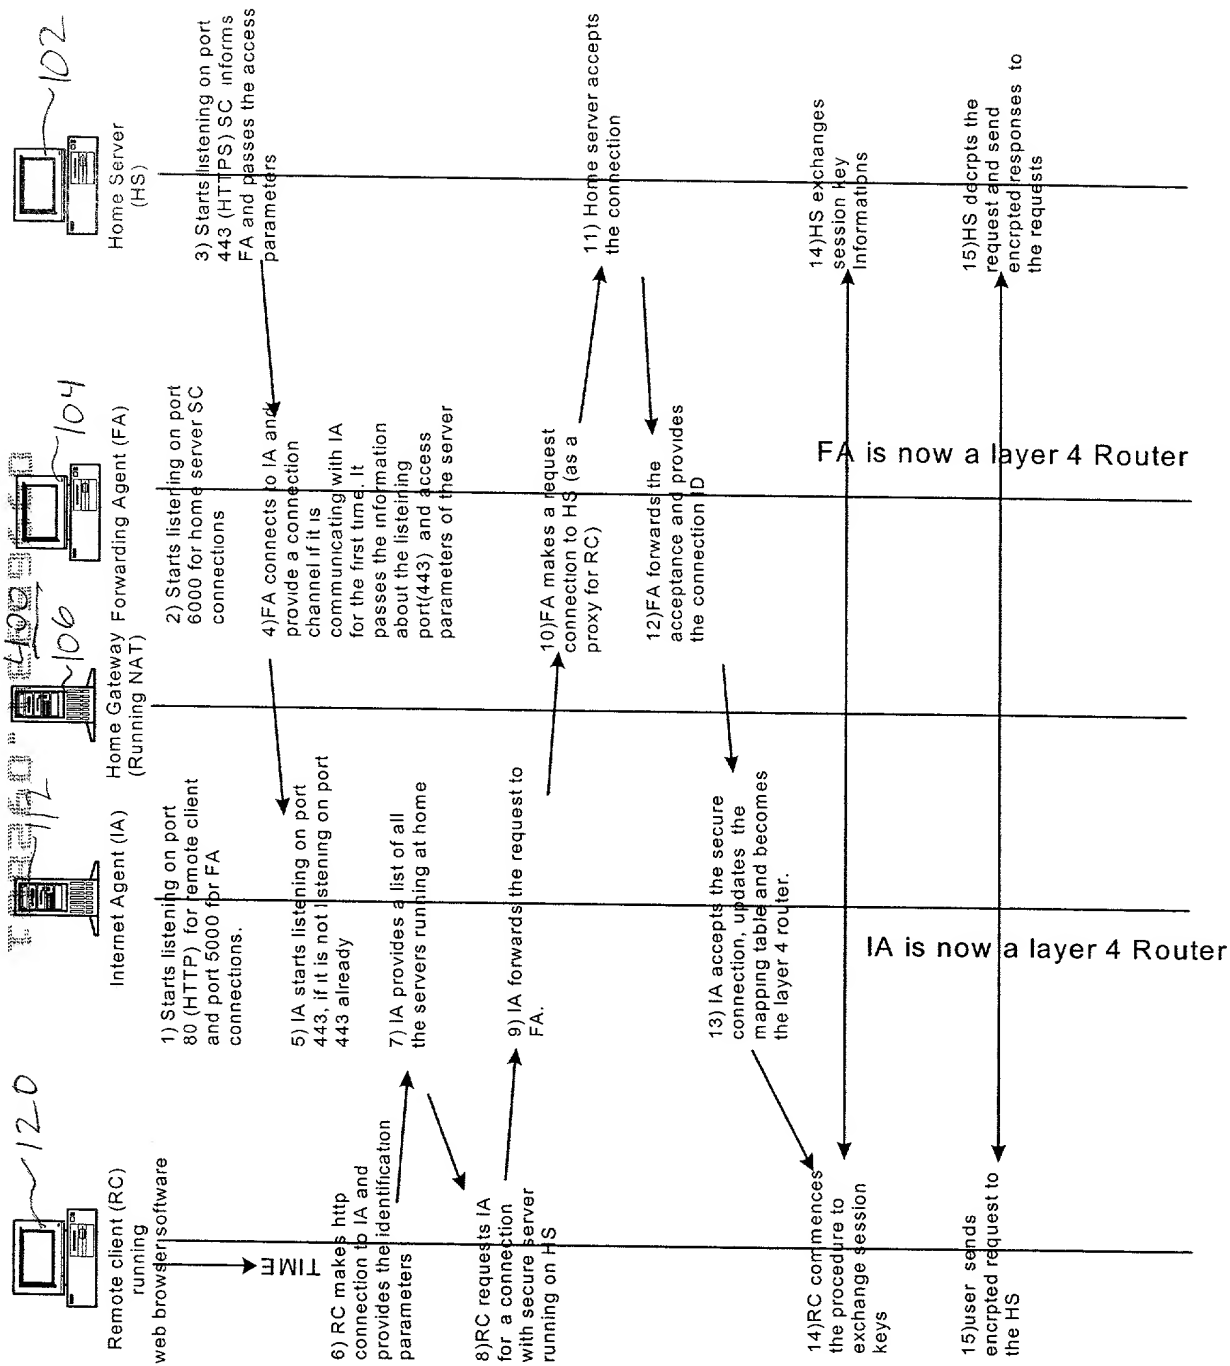 120
Remote client (RC)
running
web browser software
TIME
112
Internet Agent (IA)
400
106
Home Gateway
(Running NAT)
104
Forwarding Agent (FA)
102
Home Server
(HS)
1) Starts listening on port
80 (HTTP) for remote client
and port 5000 for FA
connections.
2) Starts listening on port
6000 for home server SC
connections
3) Starts listening on port
443 (HTTPS) SC informs
FA and passes the access
parameters
4)FA connects to IA and
provide a connection
channel if it is
communicating with IA
for the first time. It
passes the information
about the listening
port(443) and access
parameters of the server
5) IA starts listening on port
443, if it is not listening on port
443 already
6) RC makes http
connection to IA and
provides the identification
parameters
7) IA provides a list of all
the servers running at home
8)RC requests IA
for a connection
with secure server
running on HS
9) IA forwards the request to
FA.
10)FA makes a request
connection to HS (as a
proxy for RC)
11) Home server accepts
the connection
12)FA forwards the
acceptance and provides
the connection ID
13) IA accepts the secure
connection, updates the
mapping table and becomes
the layer 4 router.
FA is now a layer 4 Router
IA is now a layer 4 Router
14)RC commences
the procedure to
exchange session
keys
14)HS exchanges
session key
Informations
15)user sends
encrpted request to
the HS
15)HS decrpts the
request and send
encrpted responses to
the requests